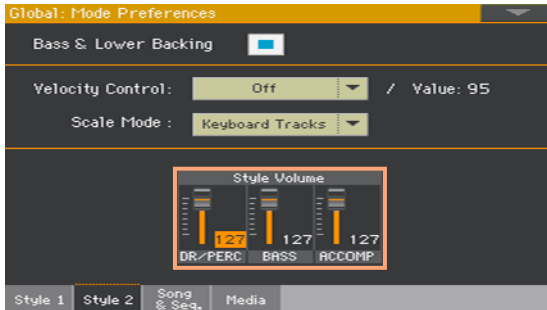 Global: Mode Preferences
Bass & Lower Backing
Velocity Control: Off / Value: 95
Scale Mode : Keyboard Tracks
Style Volume
127 127 127
DR/PERC BASS ACCOMP
Style 1 Style 2 Song & Seq. Media